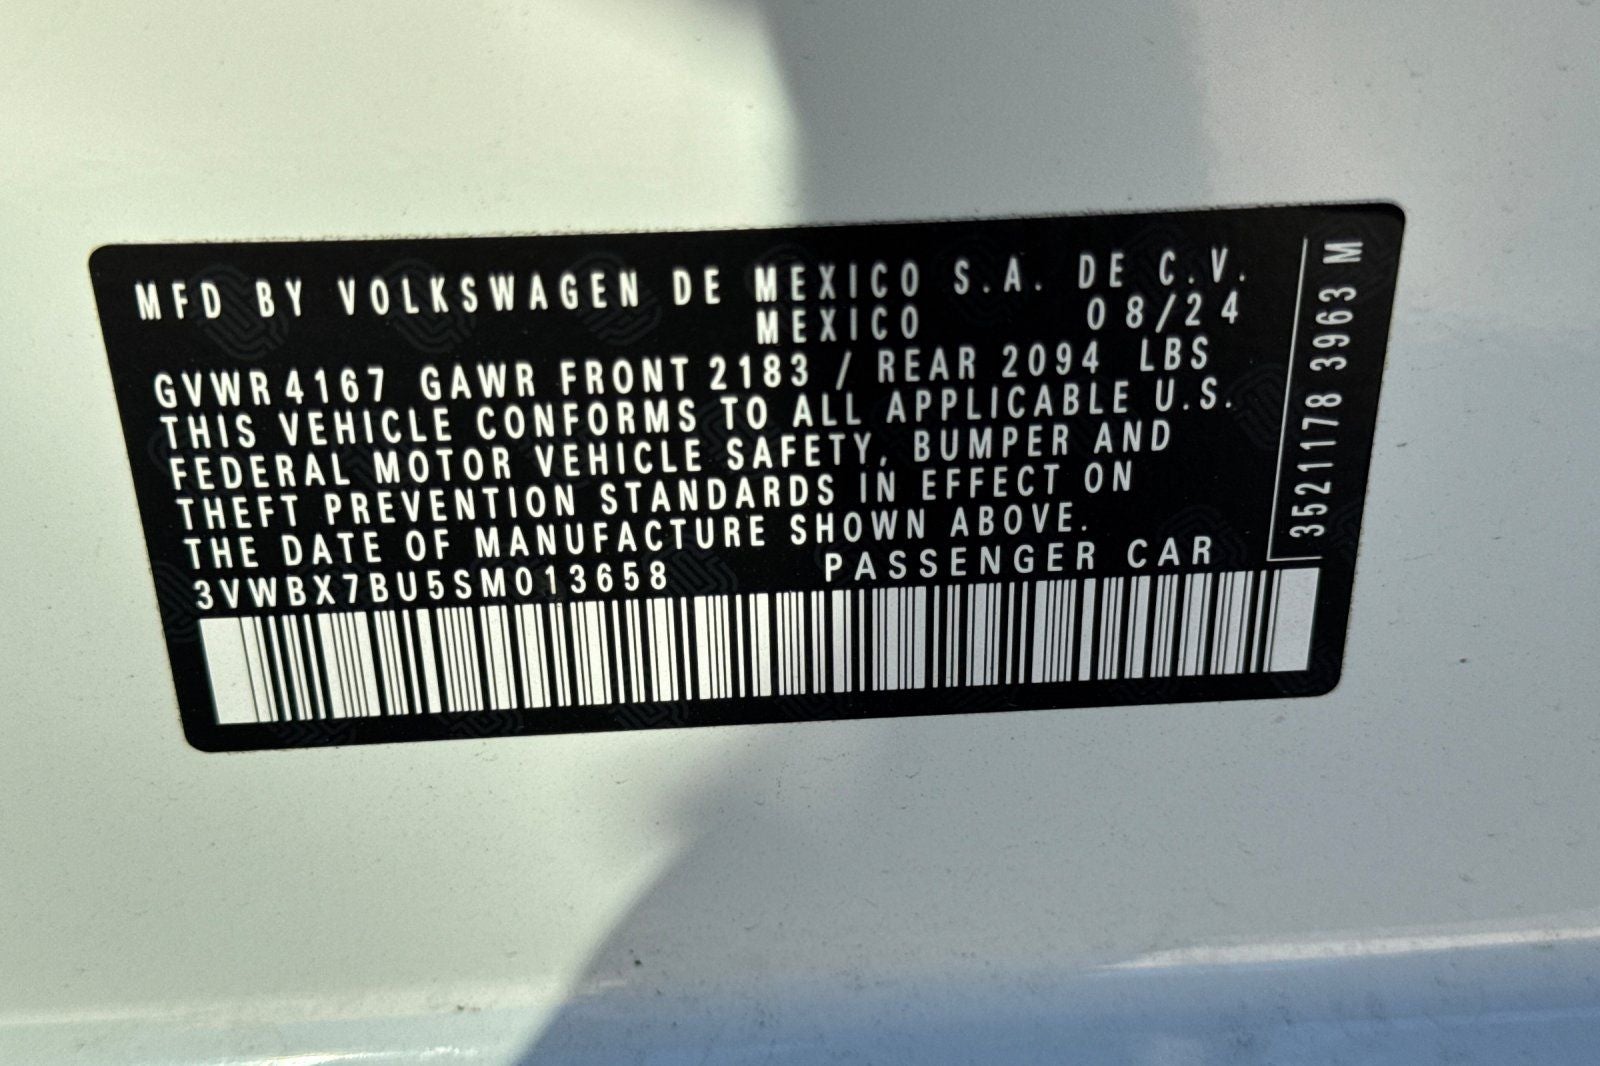 MFD BY VOLKSWAGEN DE MEXICO S.A. DE C.V.
MEXICO 08/24
GVWR 4167 GAWR FRONT 2183 / REAR 2094 LBS
THIS VEHICLE CONFORMS TO ALL APPLICABLE U.S.
FEDERAL MOTOR VEHICLE SAFETY, BUMPER AND
THEFT PREVENTION STANDARDS IN EFFECT ON
THE DATE OF MANUFACTURE SHOWN ABOVE.
3VWBX7BU5SM013658 PASSENGER CAR
3521178 3963 M